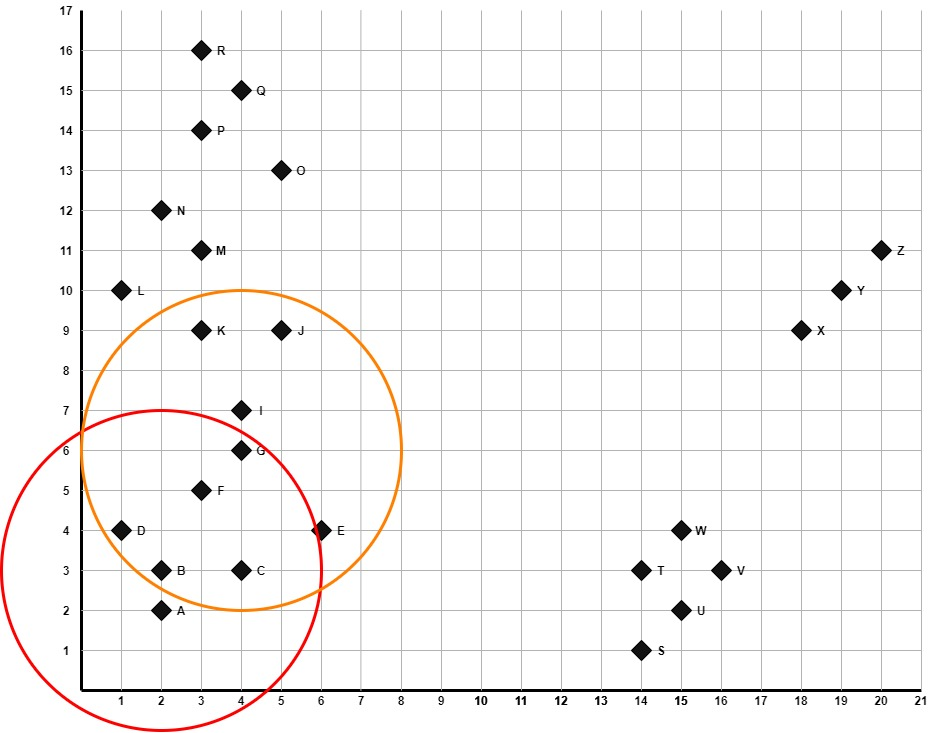 17
16 R
15 Q
14 P
13 O
12 N
11 M Z
10 L Y
9 K J X
8
7 I
6 G
5 F
4 D E W
3 B C T V
2 A U
1 S
1 2 3 4 5 6 7 8 9 10 11 12 13 14 15 16 17 18 19 20 21